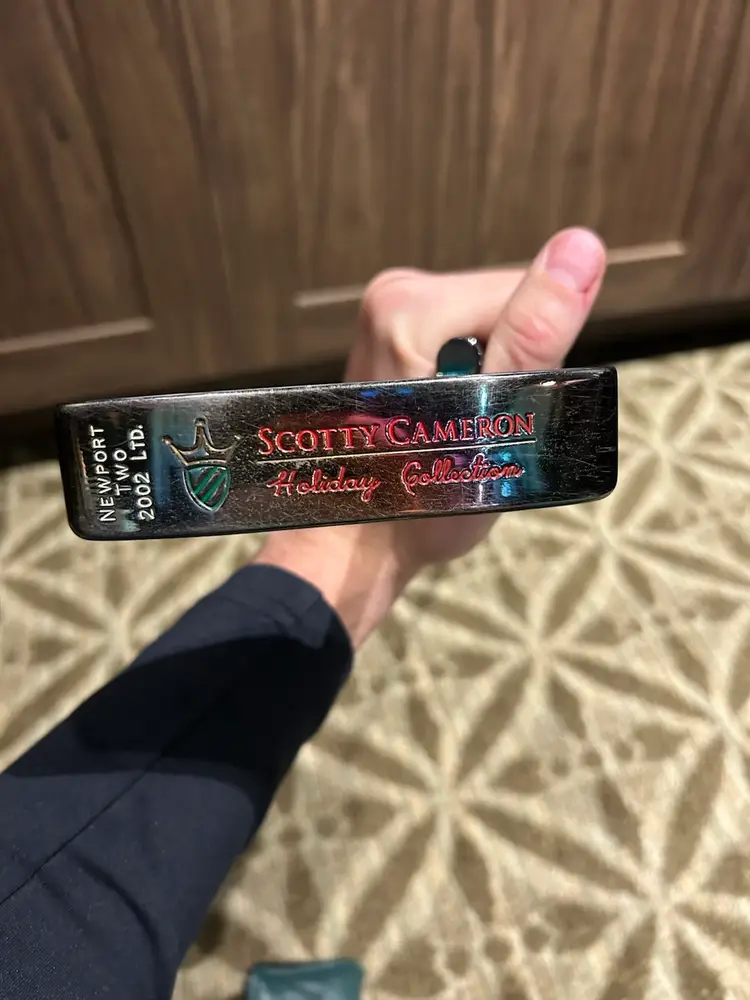 NEWPORT
TWO
2002 LTD.
SCOTTY CAMERON
Holiday Collection